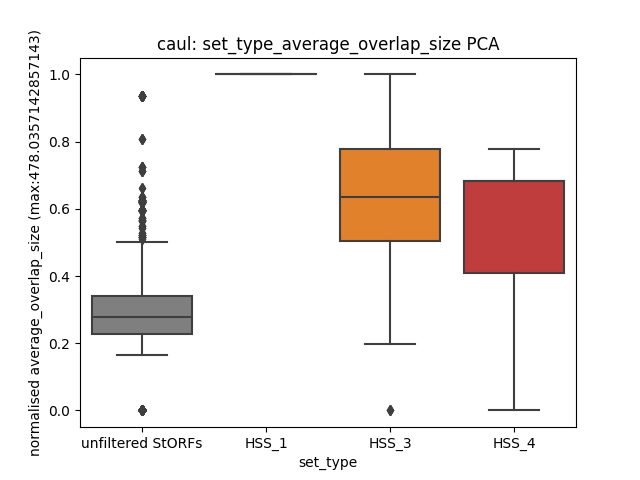 caul: set_type_average_overlap_size PCA
normalised average_overlap_size (max:478.0357142857143)
1.0
0.8
0.6
0.4
0.2
0.0
unfiltered StORFs HSS_1 HSS_3 HSS_4
set_type